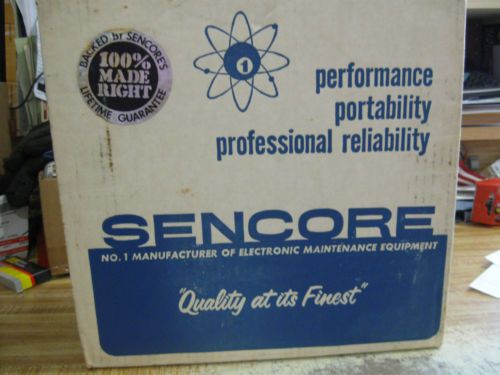 BACKED BY SENCORE'S
100%
MADE
RIGHT
LIFETIME GUARANTEE
1
performance
portability
professional reliability
SENCORE
NO. 1 MANUFACTURER OF ELECTRONIC MAINTENANCE EQUIPMENT
"Quality at its Finest"